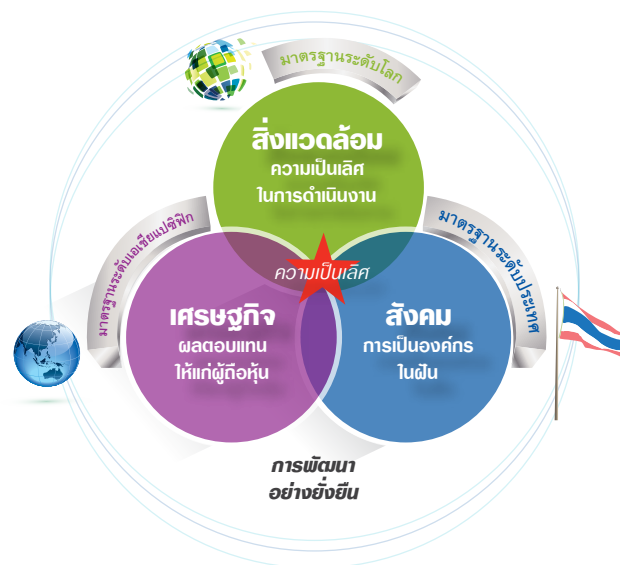 มาตรฐานระดับโลก
สิ่งแวดล้อม
ความเป็นเลิศ
ในการดำเนินงาน
มาตรฐานระดับเอเชียแปซิฟิก
มาตรฐานระดับประเทศ
ความเป็นเลิศ
เศรษฐกิจ
ผลตอบแทน
ให้แก่ผู้ถือหุ้น
สังคม
การเป็นองค์กร
ในฝัน
การพัฒนา
อย่างยั่งยืน